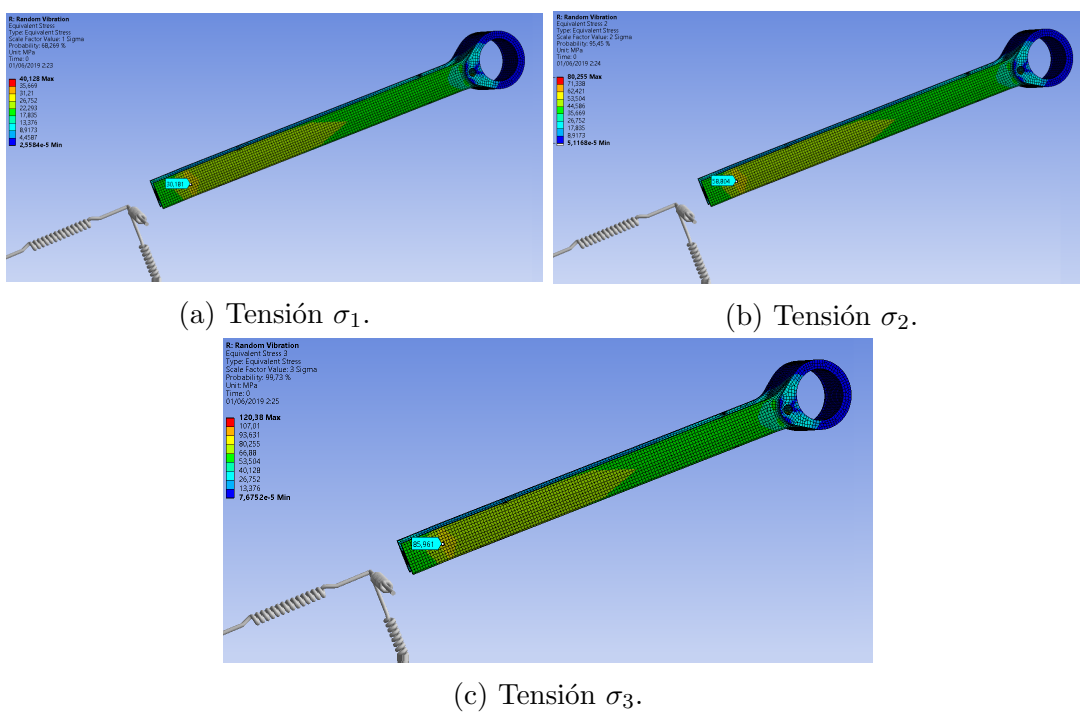 R: Random Vibration
Equivalent Stress
Type: Equivalent Stress
Scale Factor Value: 1 Sigma
Probability: 68,269 %
Unit: MPa
Time: 0
01/06/2019 2:23
40,128 Max
35,669
31,21
26,752
22,293
17,835
13,376
8,9173
4,4587
2,5584e-5 Min
30,181
(a) Tensión σ1.
R: Random Vibration
Equivalent Stress 2
Type: Equivalent Stress
Scale Factor Value: 2 Sigma
Probability: 95,45 %
Unit: MPa
Time: 0
01/06/2019 2:24
80,255 Max
71,338
62,421
53,504
44,586
35,669
26,752
17,835
8,9173
5,1168e-5 Min
58,804
(b) Tensión σ2.
R: Random Vibration
Equivalent Stress 3
Type: Equivalent Stress
Scale Factor Value: 3 Sigma
Probability: 99,73 %
Unit: MPa
Time: 0
01/06/2019 2:25
120,38 Max
107,01
93,631
80,255
66,88
53,504
40,128
26,752
13,376
7,6752e-5 Min
85,961
(c) Tensión σ3.